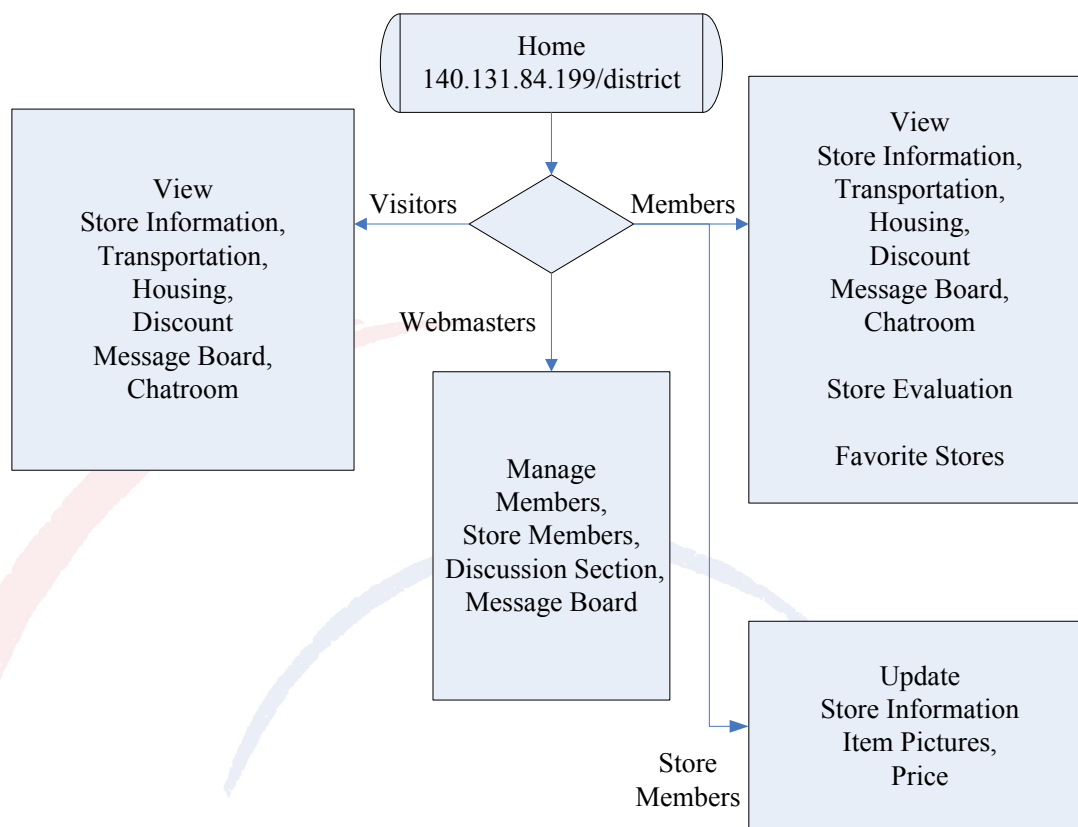 Home
140.131.84.199/district
Visitors
Members
Webmasters
View
Store Information,
Transportation,
Housing,
Discount
Message Board,
Chatroom
View
Store Information,
Transportation,
Housing,
Discount
Message Board,
Chatroom
Store Evaluation
Favorite Stores
Manage
Members,
Store Members,
Discussion Section,
Message Board
Store
Members
Update
Store Information
Item Pictures,
Price